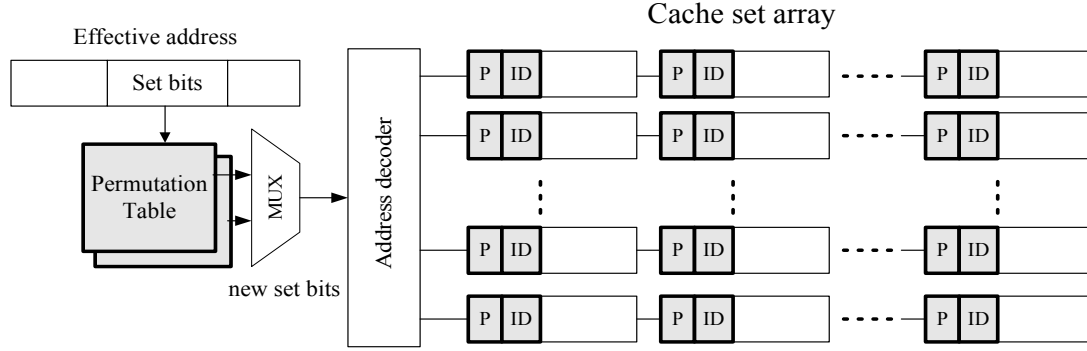 Cache set array
Effective address
Set bits
Permutation
Table
MUX
new set bits
Address decoder
P ID P ID P ID
P ID P ID P ID
P ID P ID P ID
P ID P ID P ID